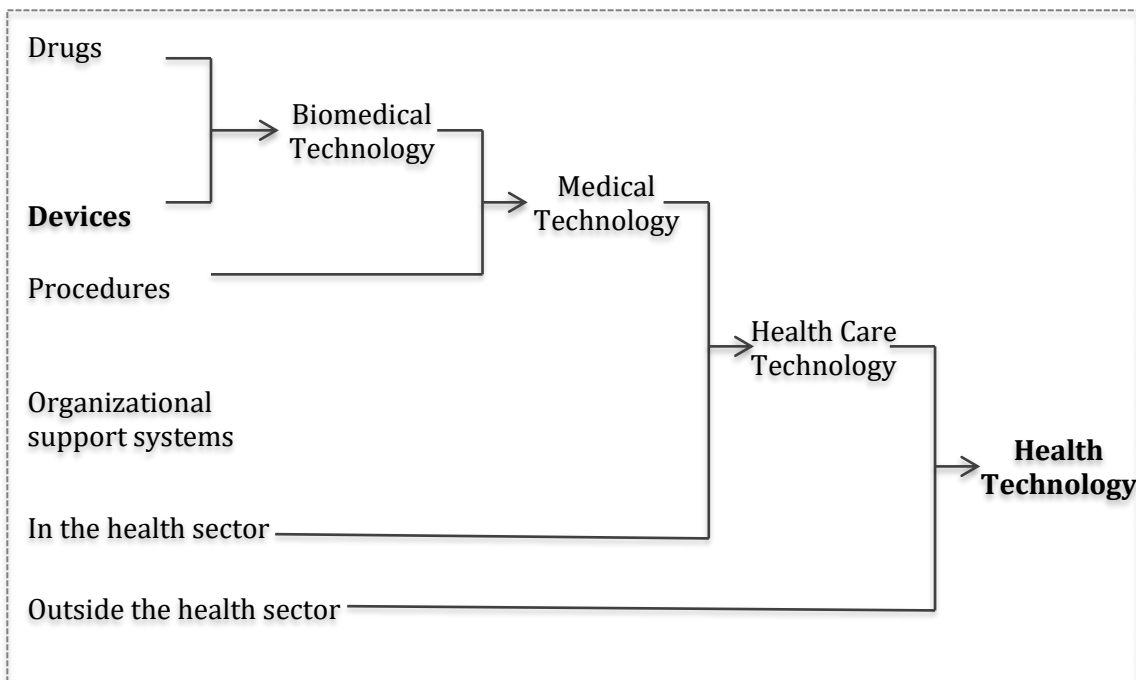 Drugs
Biomedical
Technology
Devices
Medical
Technology
Procedures
Health Care
Technology
Organizational
support systems
Health
Technology
In the health sector
Outside the health sector